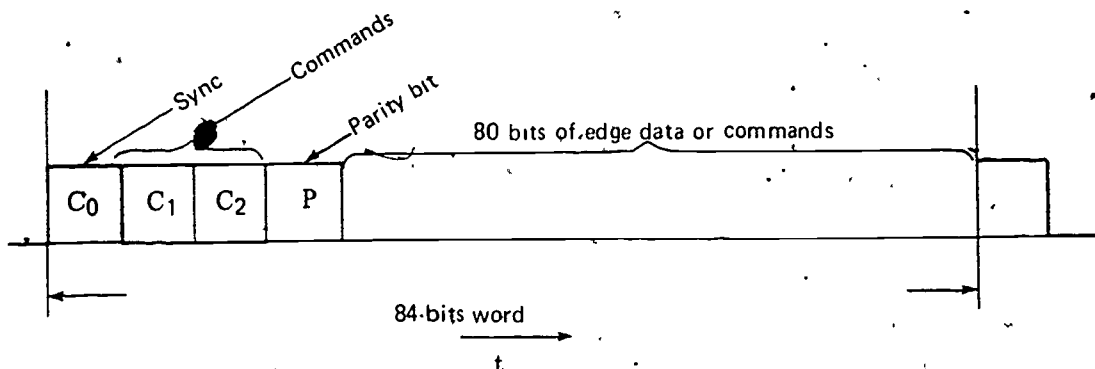 Commands
Sync
Parity bit
80 bits of edge data or commands
C0 C1 C2 P
84-bits word
t